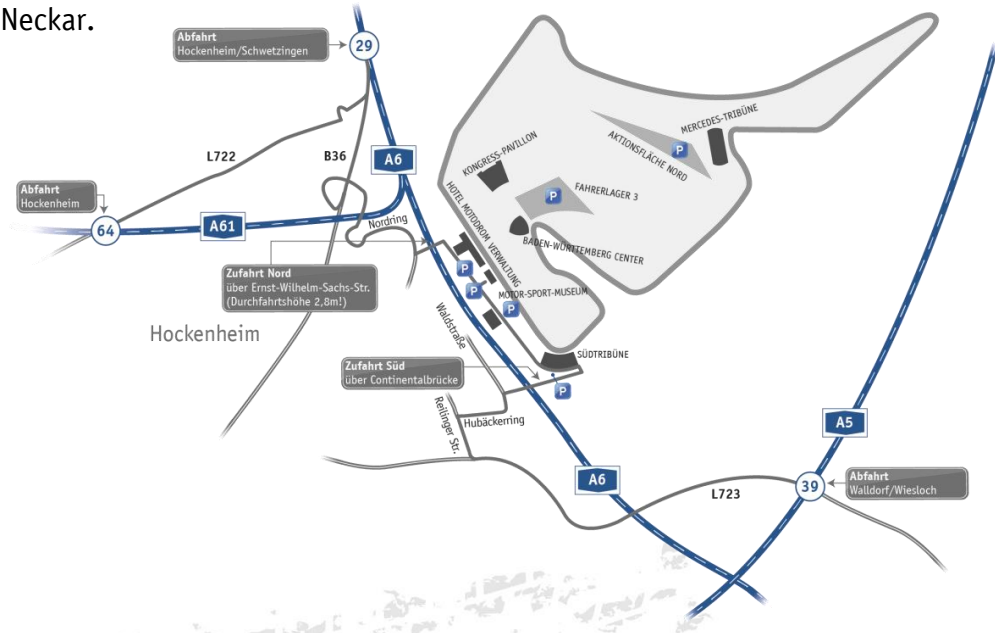 Neckar.
Abfahrt
Hockenheim/Schwetzingen
29
MERCEDES-TRIBÜNE
AKTIONSFLÄCHE NORD
P
KONGRESS-PAVILLON
L722
B36
A6
Abfahrt
Hockenheim
64
A61
Nordring
HOTEL MOTODROM VERWALTUNG
P
FAHRERLAGER 3
BADEN-WÜRTTEMBERG CENTER
Zufahrt Nord
über Ernst-Wilhelm-Sachs-Str.
(Durchfahrtshöhe 2,8m!)
P
P
MOTOR-SPORT-MUSEUM
P
Hockenheim
Waldstraße
SÜDTRIBÜNE
Zufahrt Süd
über Continentalbrücke
P
Reilinger Str.
Hubäckerring
A5
A6
L723
39
Abfahrt
Walldorf/Wiesloch